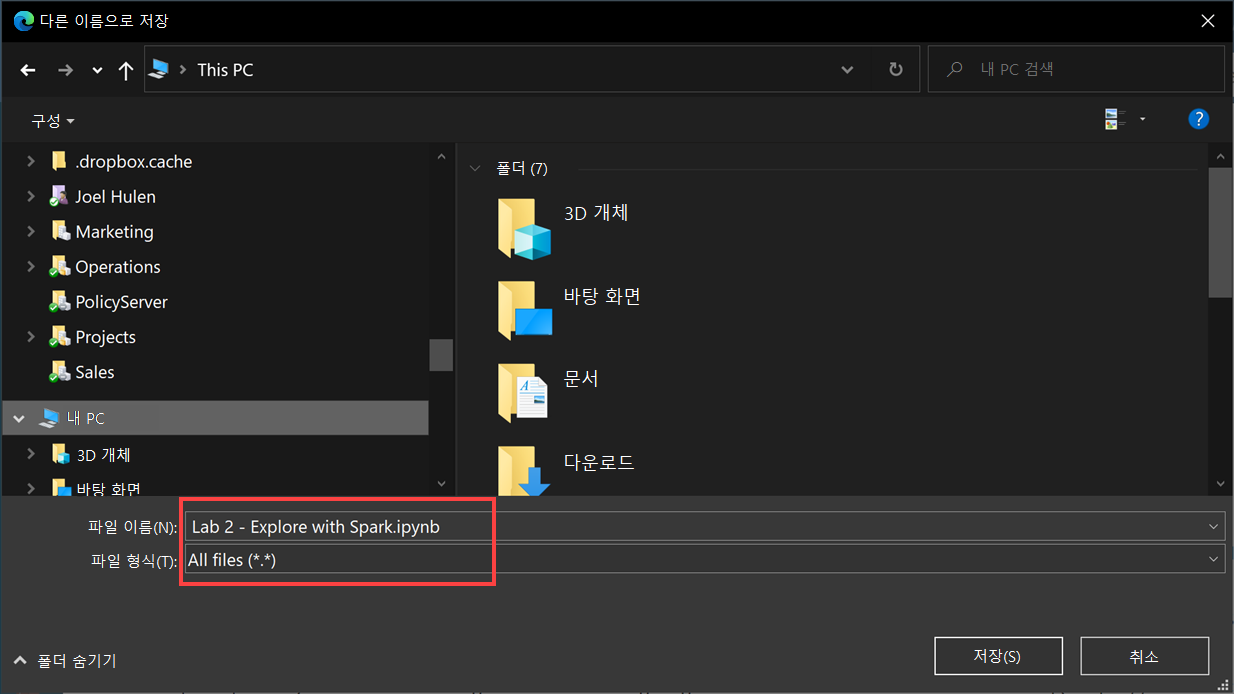 다른 이름으로 저장
This PC
내 PC 검색
구성
?
.dropbox.cache
Joel Hulen
Marketing
Operations
PolicyServer
Projects
Sales
내 PC
3D 개체
바탕 화면
폴더 (7)
3D 개체
바탕 화면
문서
다운로드
파일 이름(N): Lab 2 - Explore with Spark.ipynb
파일 형식(T): All files (*.*)
폴더 숨기기
저장(S)
취소